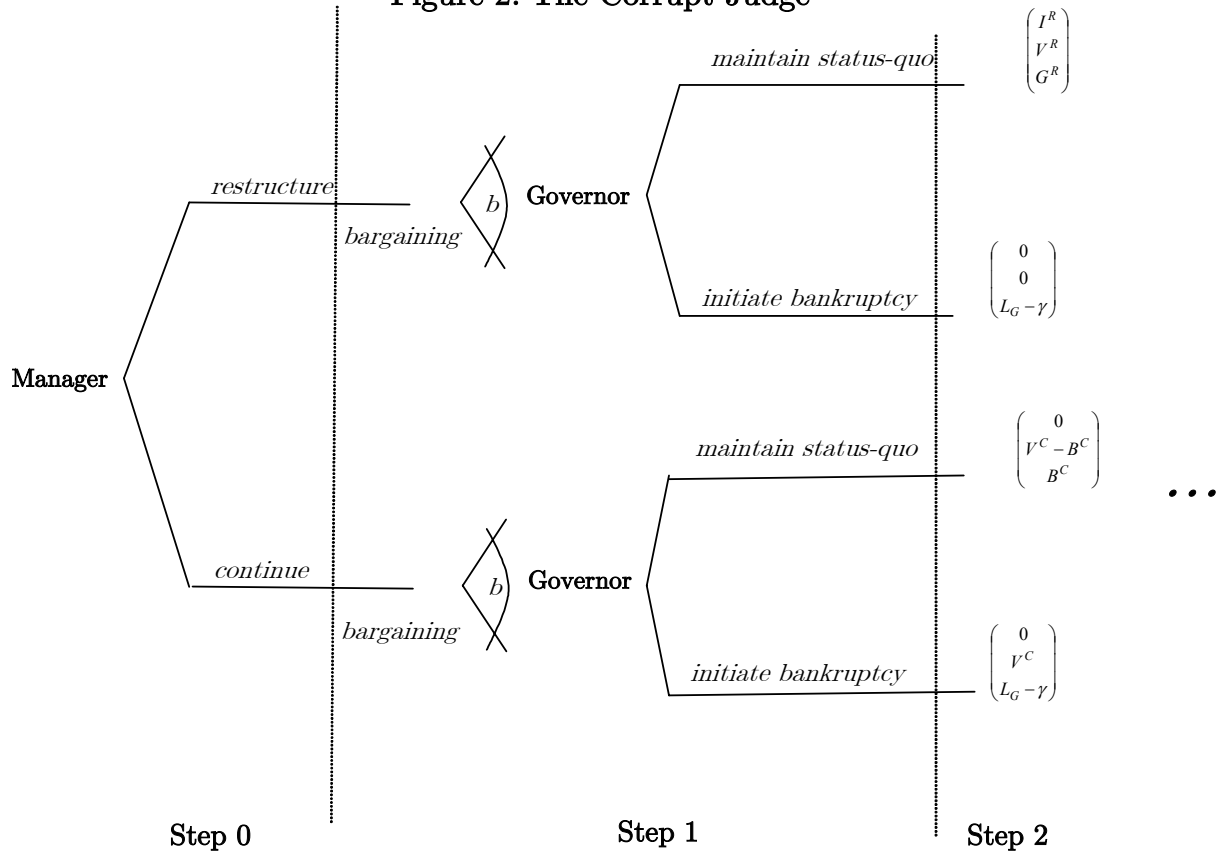 Figure 2: The Corrupt Judge
maintain status-quo
I^R
V^R
G^R
restructure
bargaining
b
Governor
initiate bankruptcy
0
0
L_G − γ
Manager
maintain status-quo
0
V^C − B^C
B^C
...
continue
bargaining
b
Governor
initiate bankruptcy
0
V^C
L_G − γ
Step 0
Step 1
Step 2